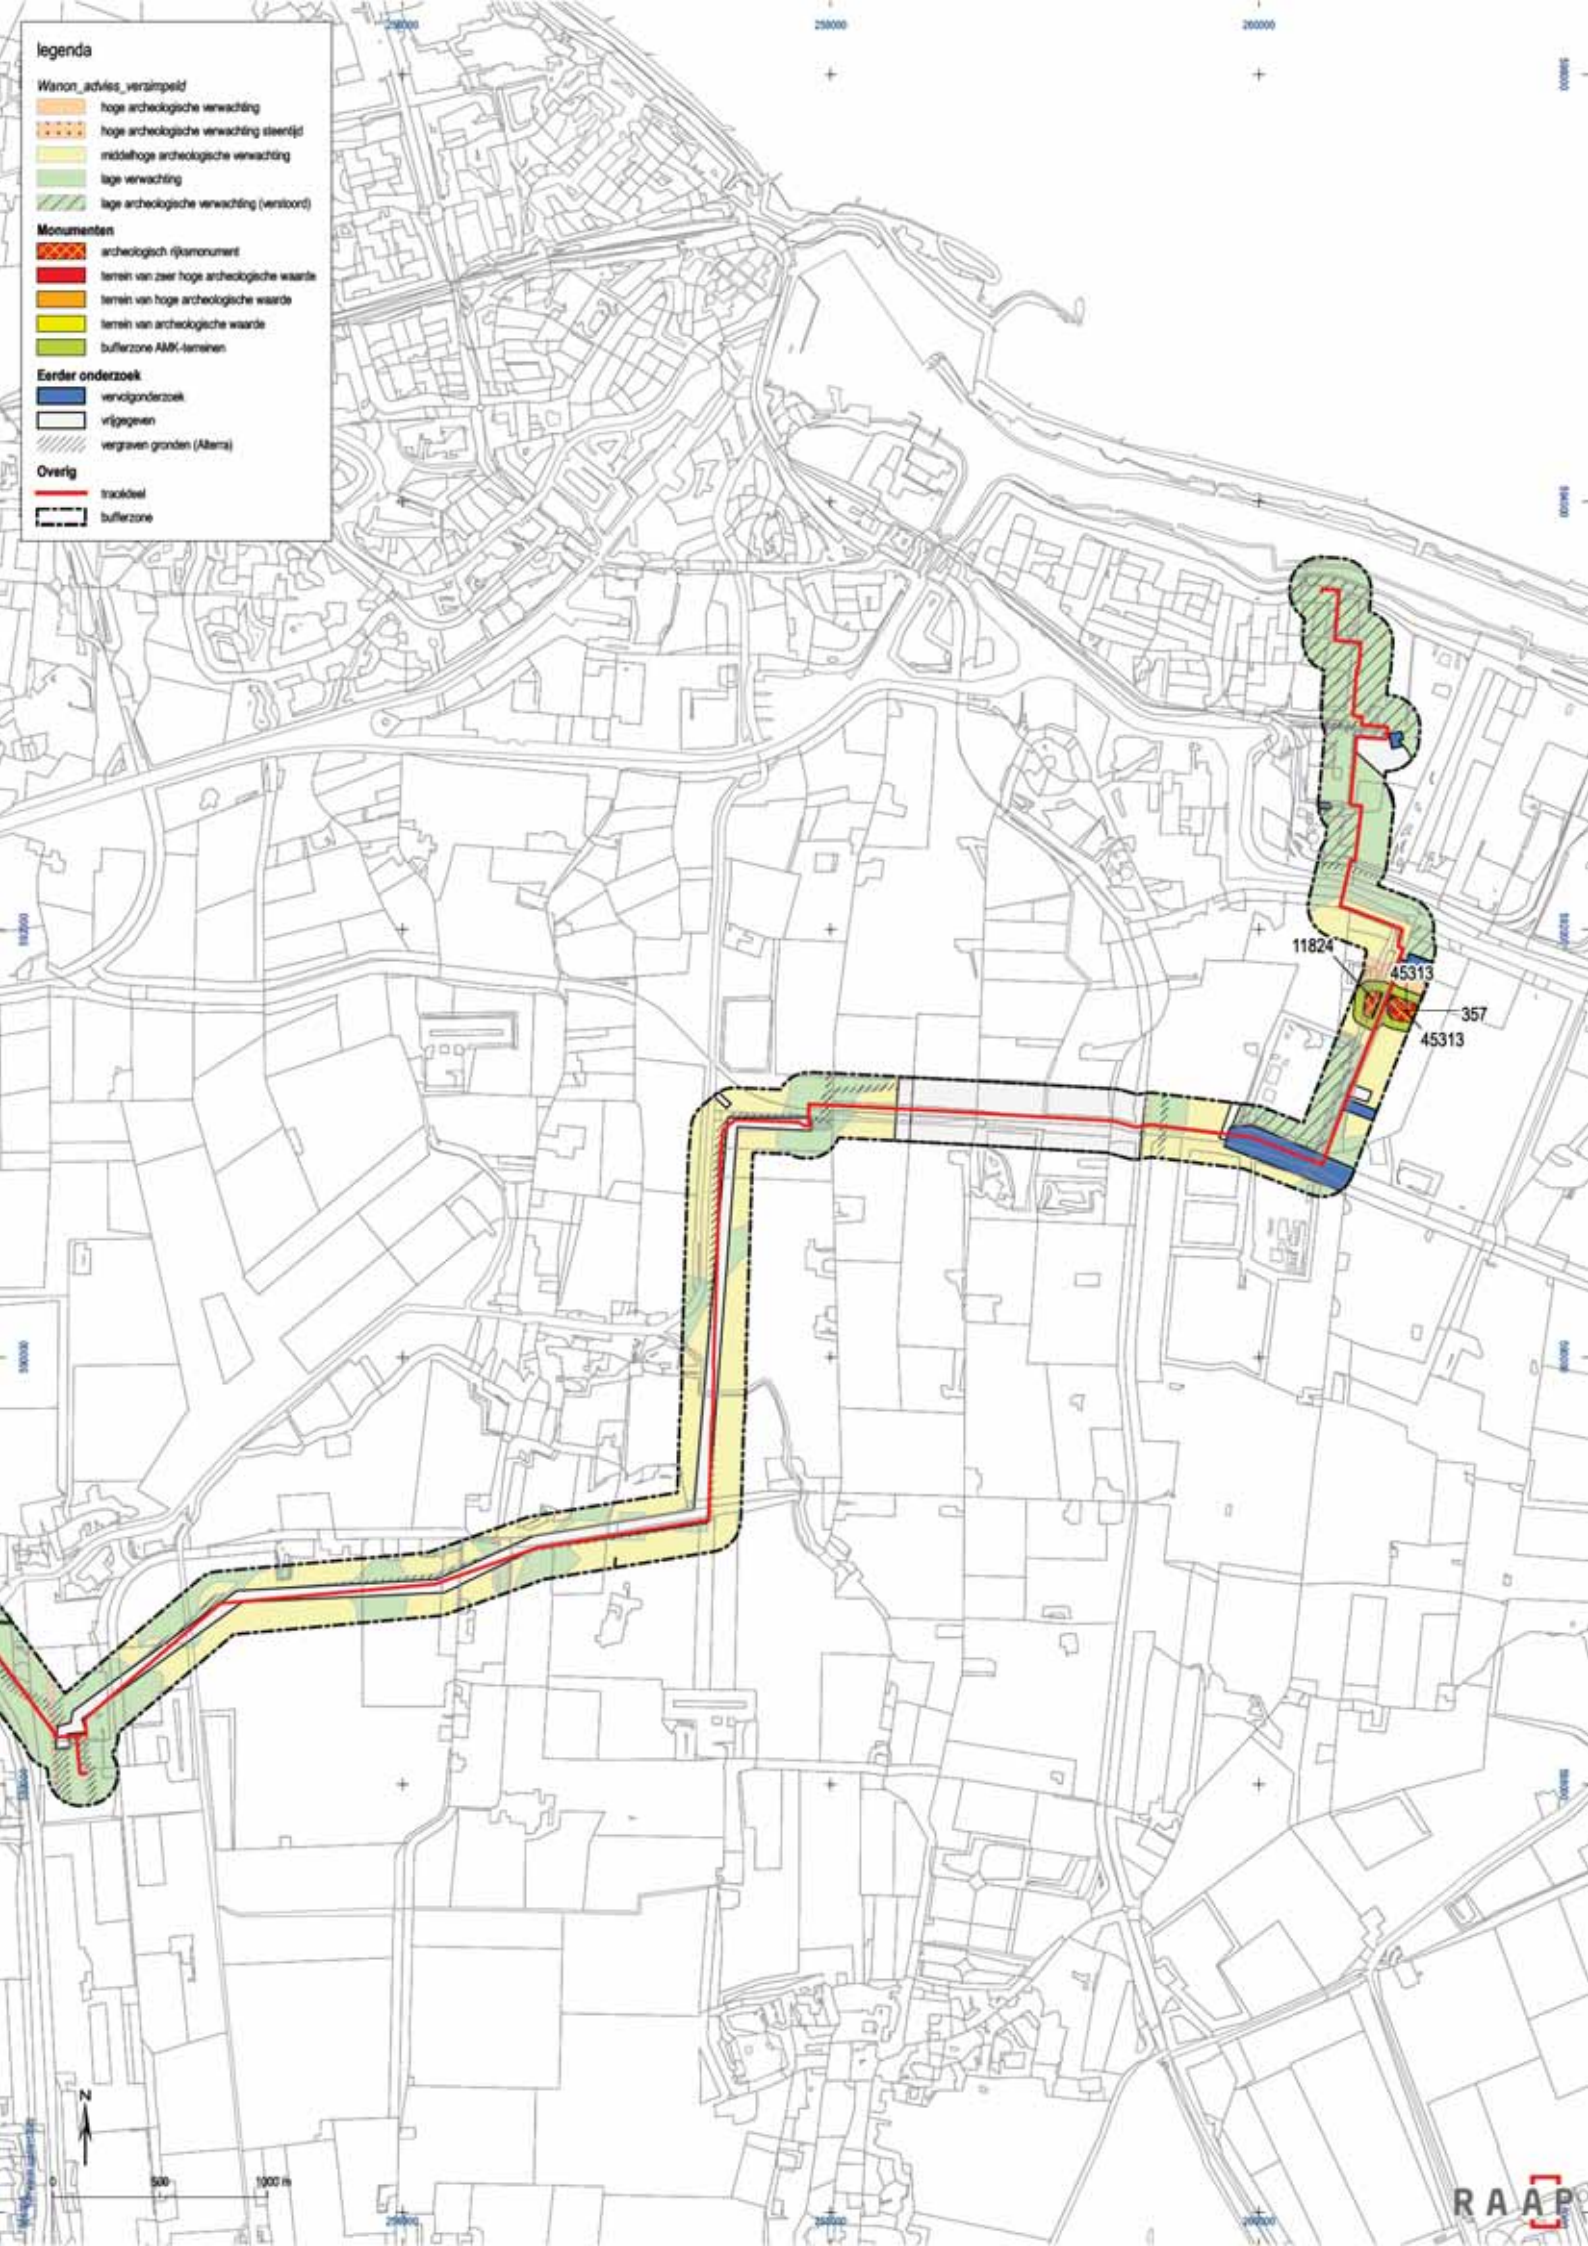 legenda
Wanon_advies_versimpeld
hoge archeologische verwachting
hoge archeologische verwachting steentijd
middelhoge archeologische verwachting
lage verwachting
lage archeologische verwachting (verstoord)
Monumenten
archeologisch rijksmonument
terrein van zeer hoge archeologische waarde
terrein van hoge archeologische waarde
terrein van archeologische waarde
bufferzone AMK-terreinen
Eerder onderzoek
vervolgonderzoek
vrijgegeven
vergraven gronden (Alterra)
Overig
tracédeel
bufferzone
260000
11824
45313
357
45313
N
0 500 1000 m
RAAP